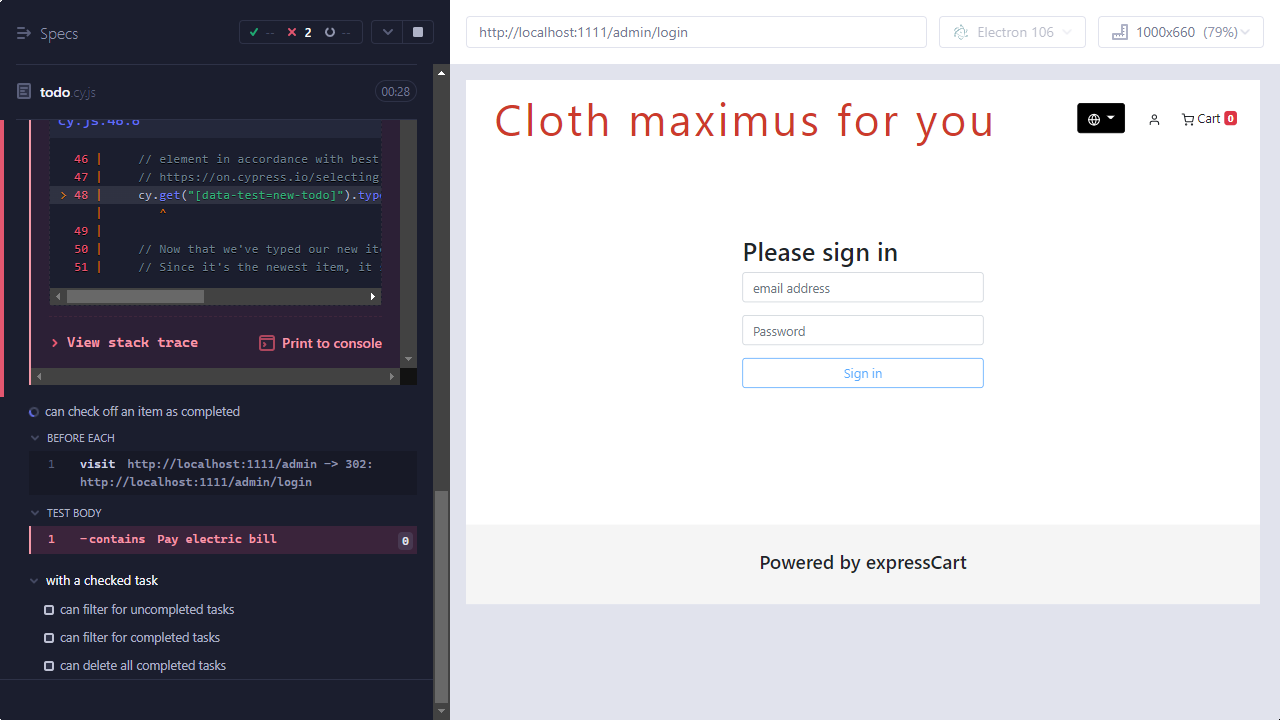 Specs
-- 2 --
todo.cy.js 00:28
46 | // element in accordance with best
47 | // https://on.cypress.io/selecting
> 48 | cy.get("[data-test=new-todo]").type
| ^
49 |
50 | // Now that we've typed our new ite
51 | // Since it's the newest item, it
View stack trace
Print to console
can check off an item as completed
BEFORE EACH
1 visit http://localhost:1111/admin -> 302:
http://localhost:1111/admin/login
TEST BODY
1 -contains Pay electric bill 0
with a checked task
can filter for uncompleted tasks
can filter for completed tasks
can delete all completed tasks
http://localhost:1111/admin/login
Electron 106
1000x660 (79%)
Cloth maximus for you
Cart 0
Please sign in
email address
Password
Sign in
Powered by expressCart